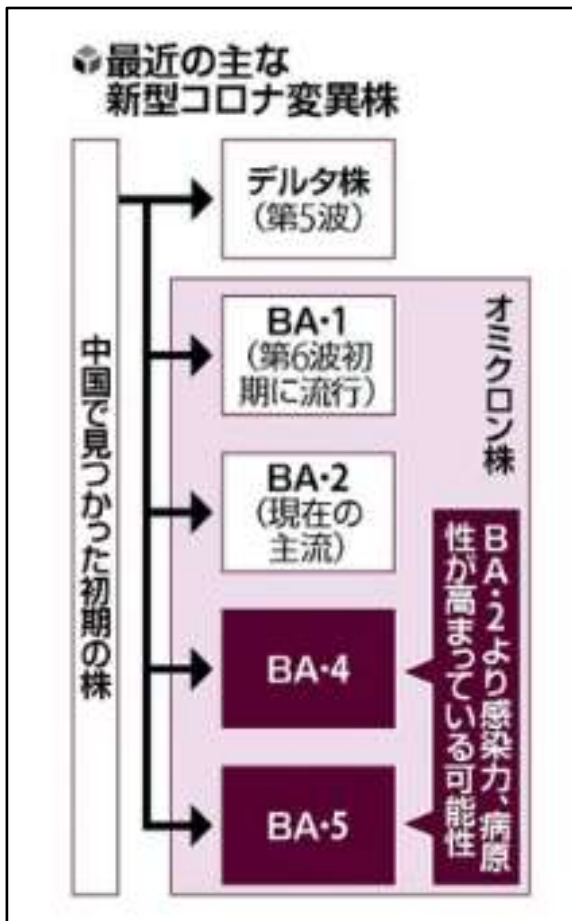 最近の主な
新型コロナ変異株
中国で見つかった初期の株
デルタ株
(第5波)
オミクロン株
BA・1
(第6波初
期に流行)
BA・2
(現在の
主流)
BA・4
BA・5
BA・2より感染力、病原
性が高まっている可能性